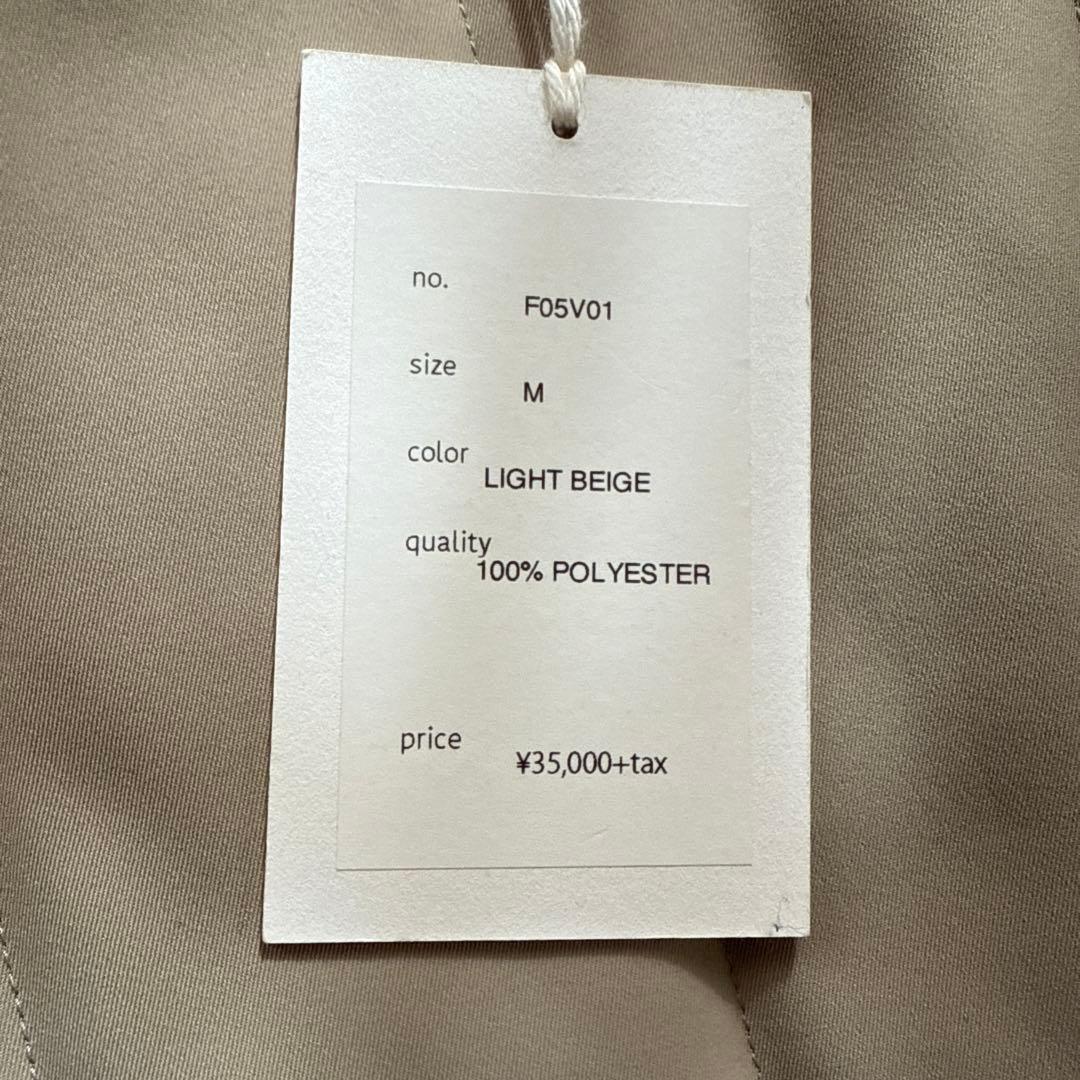 no.
F05V01
size
M
color
LIGHT BEIGE
quality
100% POLYESTER
price
¥35,000+tax